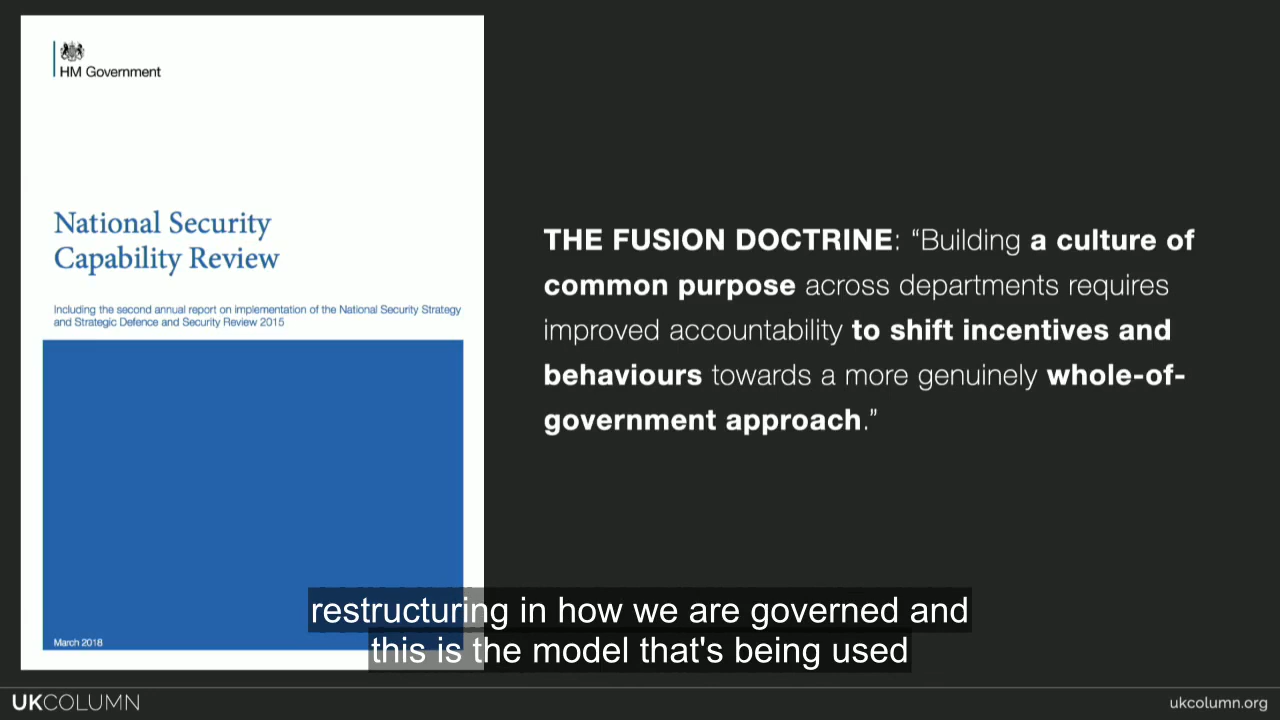 HM Government
National Security
Capability Review
Including the second annual report on implementation of the National Security Strategy
and Strategic Defence and Security Review 2015
March 2018
THE FUSION DOCTRINE: “Building a culture of
common purpose across departments requires
improved accountability to shift incentives and
behaviours towards a more genuinely whole-of-
government approach.”
restructuring in how we are governed and
this is the model that's being used
UKCOLUMN
ukcolumn.org